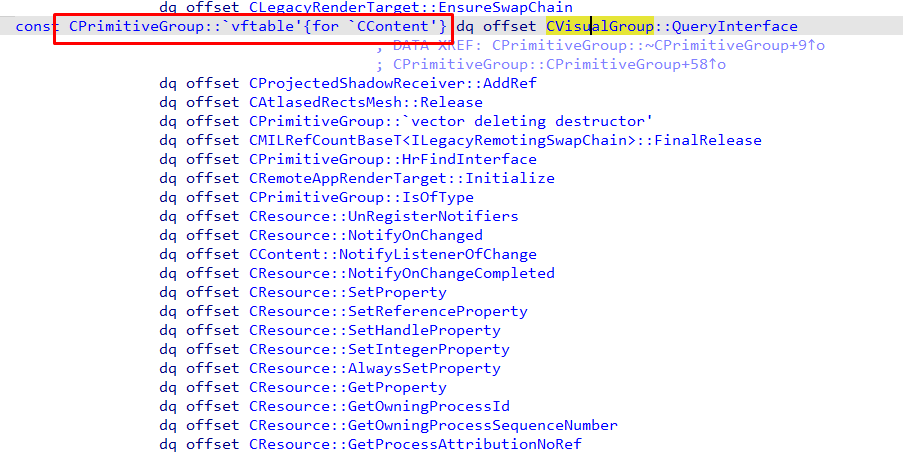 dq offset CLegacyRenderTarget::EnsureSwapChain
const CPrimitiveGroup::`vftable'{for `CContent'} dq offset CVisualGroup::QueryInterface
; DATA XREF: CPrimitiveGroup::~CPrimitiveGroup+9↑o
; CPrimitiveGroup::CPrimitiveGroup+58↑o
dq offset CProjectedShadowReceiver::AddRef
dq offset CAtlasedRectsMesh::Release
dq offset CPrimitiveGroup::`vector deleting destructor'
dq offset CMILRefCountBaseT<ILegacyRemotingSwapChain>::FinalRelease
dq offset CPrimitiveGroup::HrFindInterface
dq offset CRemoteAppRenderTarget::Initialize
dq offset CPrimitiveGroup::IsOfType
dq offset CResource::UnRegisterNotifiers
dq offset CResource::NotifyOnChanged
dq offset CContent::NotifyListenerOfChange
dq offset CResource::NotifyOnChangeCompleted
dq offset CResource::SetProperty
dq offset CResource::SetReferenceProperty
dq offset CResource::SetHandleProperty
dq offset CResource::SetIntegerProperty
dq offset CResource::AlwaysSetProperty
dq offset CResource::GetProperty
dq offset CResource::GetOwningProcessId
dq offset CResource::GetOwningProcessSequenceNumber
dq offset CResource::GetProcessAttributionNoRef